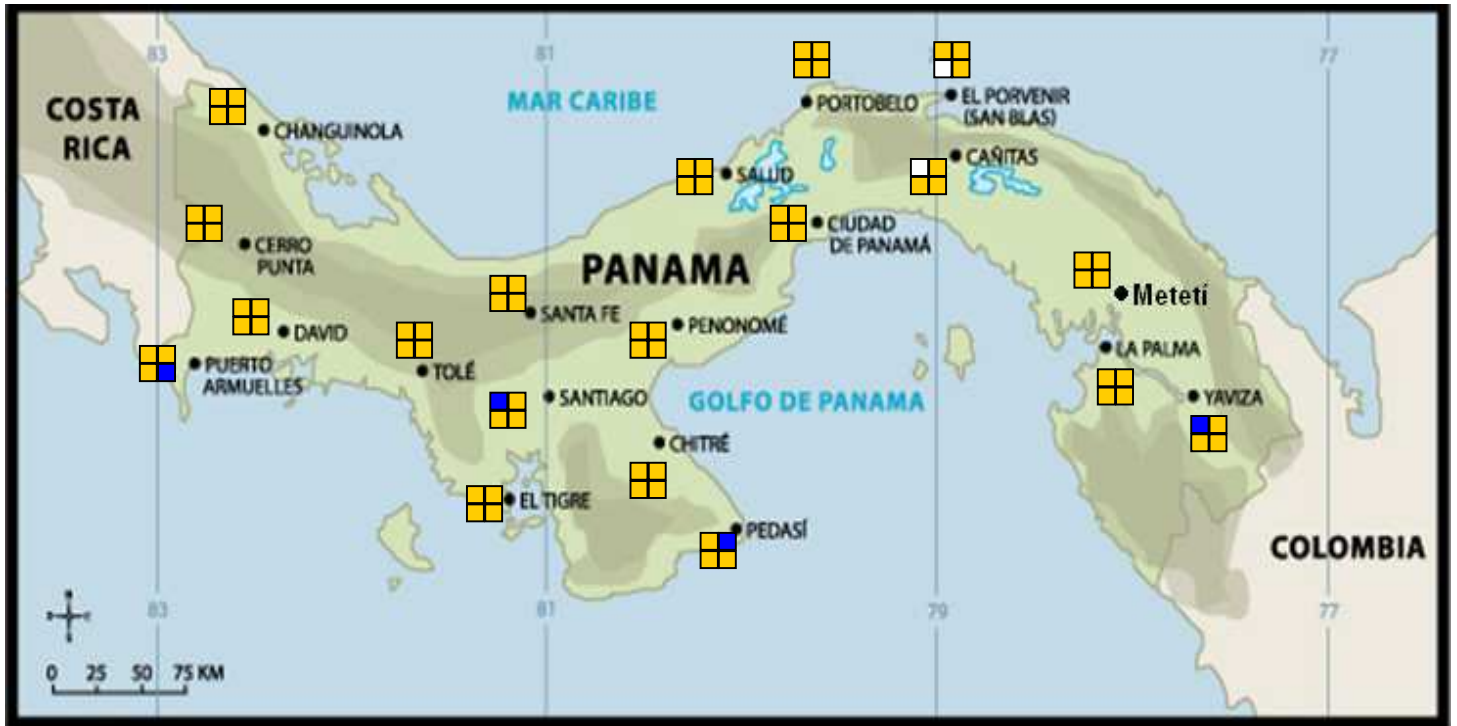 83
81
77
COSTA
RICA
MAR CARIBE
PORTOBELO
EL PORVENIR
(SAN BLAS)
CHANGUINOLA
CAÑITAS
SALUD
CIUDAD
DE PANAMÁ
CERRO
PUNTA
PANAMA
Metetí
SANTA FE
PENONOMÉ
DAVID
LA PALMA
PUERTO
ARMUELLES
TOLÉ
SANTIAGO
GOLFO DE PANAMA
YAVIZA
CHITRÉ
EL TIGRE
PEDASÍ
COLOMBIA
83
81
79
77
0 25 50 75 KM